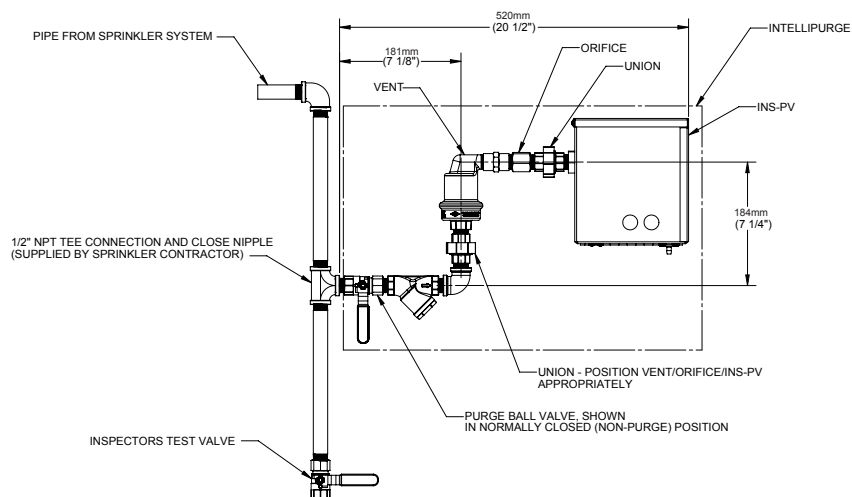 520mm
(20 1/2")
PIPE FROM SPRINKLER SYSTEM
INTELLIPURGE
181mm
(7 1/8")
ORIFICE
UNION
VENT
INS-PV
184mm
(7 1/4")
1/2" NPT TEE CONNECTION AND CLOSE NIPPLE
(SUPPLIED BY SPRINKLER CONTRACTOR)
UNION - POSITION VENT/ORIFICE/INS-PV
APPROPRIATELY
PURGE BALL VALVE, SHOWN
IN NORMALLY CLOSED (NON-PURGE) POSITION
INSPECTORS TEST VALVE